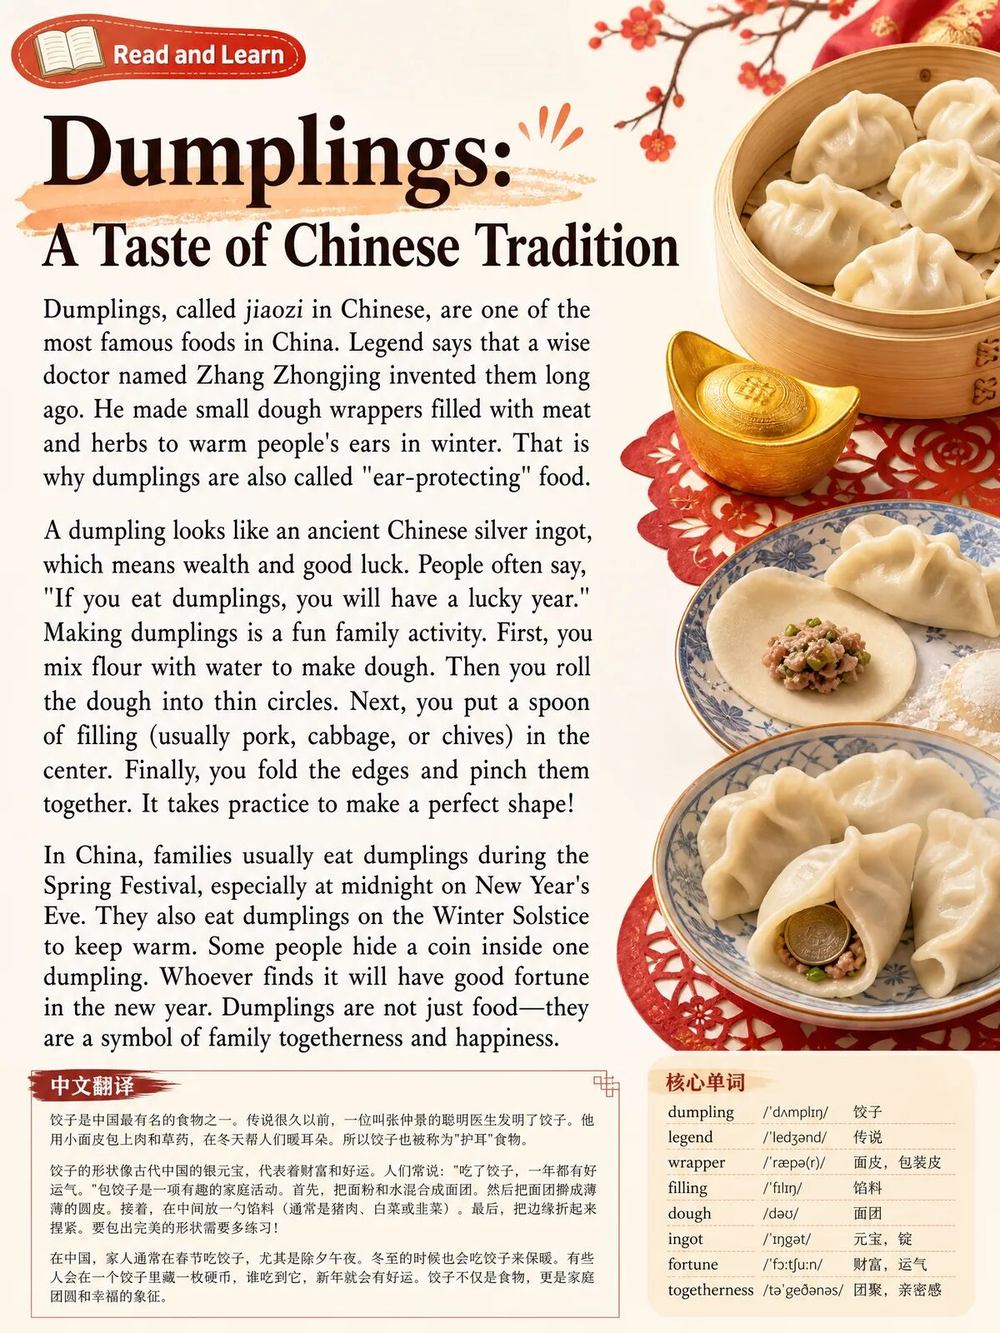 Read and Learn
Dumplings:
A Taste of Chinese Tradition
Dumplings, called jiaozi in Chinese, are one of the
most famous foods in China. Legend says that a wise
doctor named Zhang Zhongjing invented them long
ago. He made small dough wrappers filled with meat
and herbs to warm people's ears in winter. That is
why dumplings are also called "ear-protecting" food.
A dumpling looks like an ancient Chinese silver ingot,
which means wealth and good luck. People often say,
"If you eat dumplings, you will have a lucky year."
Making dumplings is a fun family activity. First, you
mix flour with water to make dough. Then you roll
the dough into thin circles. Next, you put a spoon
of filling (usually pork, cabbage, or chives) in the
center. Finally, you fold the edges and pinch them
together. It takes practice to make a perfect shape!
In China, families usually eat dumplings during the
Spring Festival, especially at midnight on New Year's
Eve. They also eat dumplings on the Winter Solstice
to keep warm. Some people hide a coin inside one
dumpling. Whoever finds it will have good fortune
in the new year. Dumplings are not just food—they
are a symbol of family togetherness and happiness.
中文翻译
饺子是中国最有名的食物之一。传说很久以前，一位叫张仲景的聪明医生发明了饺子。他
用小面皮包上肉和草药，在冬天帮人们暖耳朵。所以饺子也被称为"护耳"食物。
饺子的形状像古代中国的银元宝，代表着财富和好运。人们常说："吃了饺子，一年都有好
运气。"包饺子是一项有趣的家庭活动。首先，把面粉和水混合成面团。然后把面团擀成薄
薄的圆皮。接着，在中间放一勺馅料（通常是猪肉、白菜或韭菜）。最后，把边缘折起来
捏紧。要包出完美的形状需要多练习！
在中国，家人通常在春节吃饺子，尤其是除夕午夜。冬至的时候也会吃饺子来保暖。有些
人会在一个饺子里藏一枚硬币，谁吃到它，新年就会有好运。饺子不仅是食物，更是家庭
团圆和幸福的象征。
核心单词
dumpling /ˈdʌmplɪŋ/ 饺子
legend /ˈledʒənd/ 传说
wrapper /ˈræpə(r)/ 面皮，包装皮
filling /ˈfɪlɪŋ/ 馅料
dough /dəʊ/ 面团
ingot /ˈɪŋɡət/ 元宝，锭
fortune /ˈfɔːtʃuːn/ 财富，运气
togetherness /təˈɡeðənəs/ 团聚，亲密感